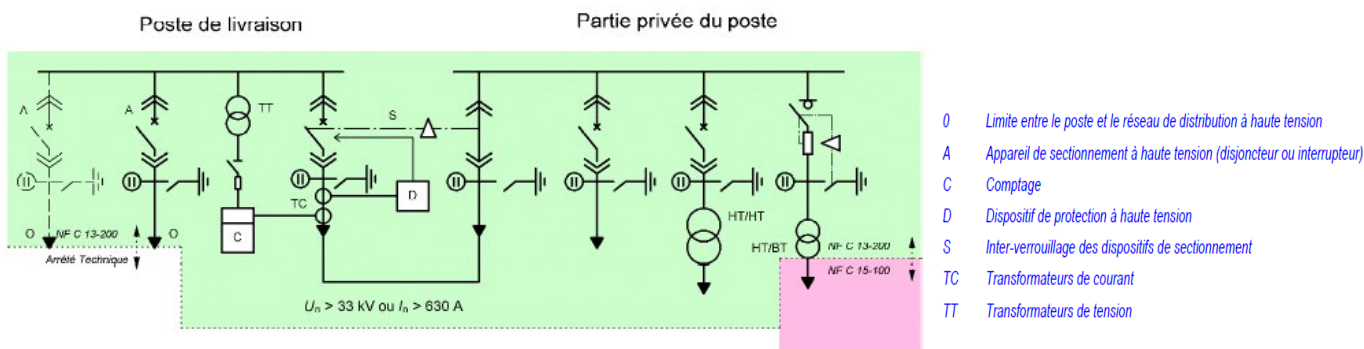 Poste de livraison
Partie privée du poste
A
A
TT
S
TC
C
D
HT/HT
HT/BT
O
O
NF C 13-200
Arrêté Technique
NF C 13-200
NF C 15-100
Un > 33 kV ou In > 630 A
0 Limite entre le poste et le réseau de distribution à haute tension
A Appareil de sectionnement à haute tension (disjoncteur ou interrupteur)
C Comptage
D Dispositif de protection à haute tension
S Inter-verrouillage des dispositifs de sectionnement
TC Transformateurs de courant
TT Transformateurs de tension